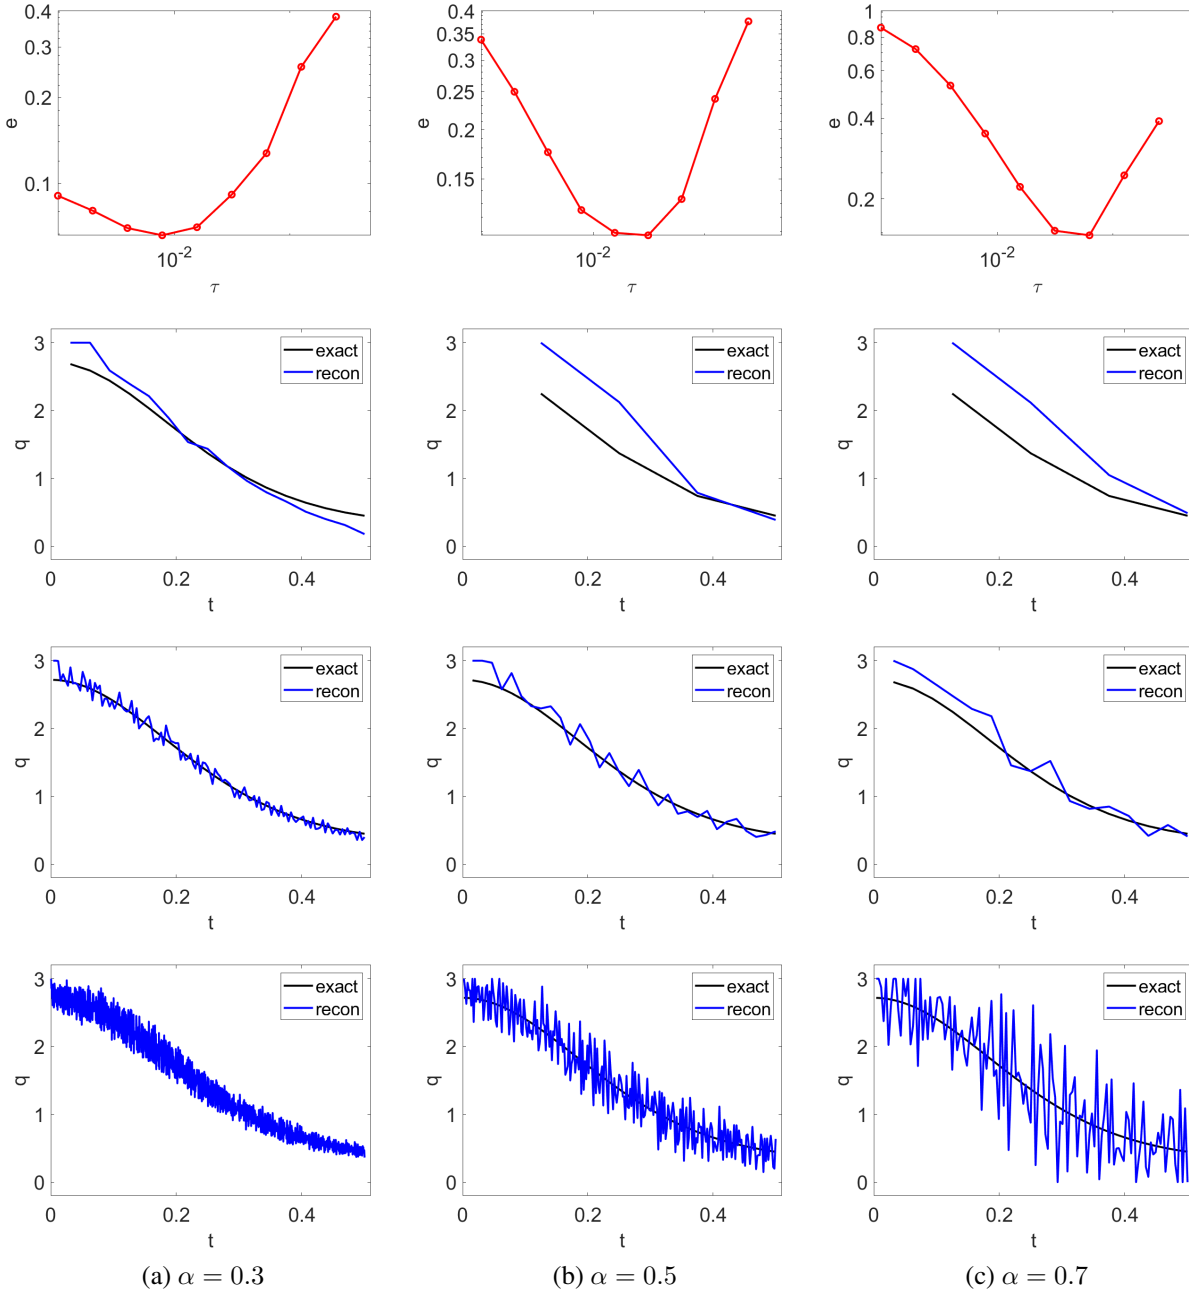 0.4
0.3
0.2
0.1
e
10-2
τ
0.4
0.35
0.3
0.25
0.2
0.15
e
10-2
τ
1
0.8
0.6
0.4
0.2
e
10-2
τ
3
2
1
0
q
exact
recon
0 0.2 0.4
t
3
2
1
0
q
exact
recon
0 0.2 0.4
t
3
2
1
0
q
exact
recon
0 0.2 0.4
t
3
2
1
0
q
exact
recon
0 0.2 0.4
t
3
2
1
0
q
exact
recon
0 0.2 0.4
t
3
2
1
0
q
exact
recon
0 0.2 0.4
t
3
2
1
0
q
exact
recon
0 0.2 0.4
t
3
2
1
0
q
exact
recon
0 0.2 0.4
t
3
2
1
0
q
exact
recon
0 0.2 0.4
t
(a) α = 0.3
(b) α = 0.5
(c) α = 0.7